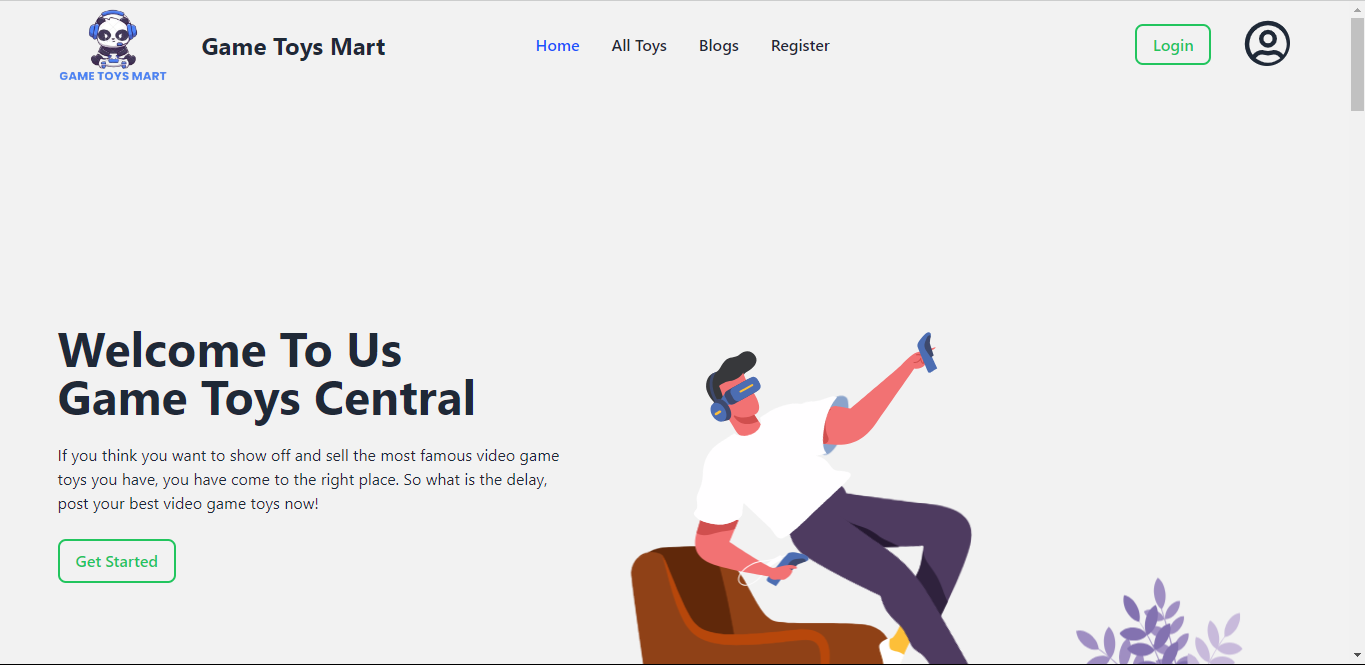 GAME TOYS MART
Game Toys Mart
Home
All Toys
Blogs
Register
Login
Welcome To Us
Game Toys Central
If you think you want to show off and sell the most famous video game
toys you have, you have come to the right place. So what is the delay,
post your best video game toys now!
Get Started